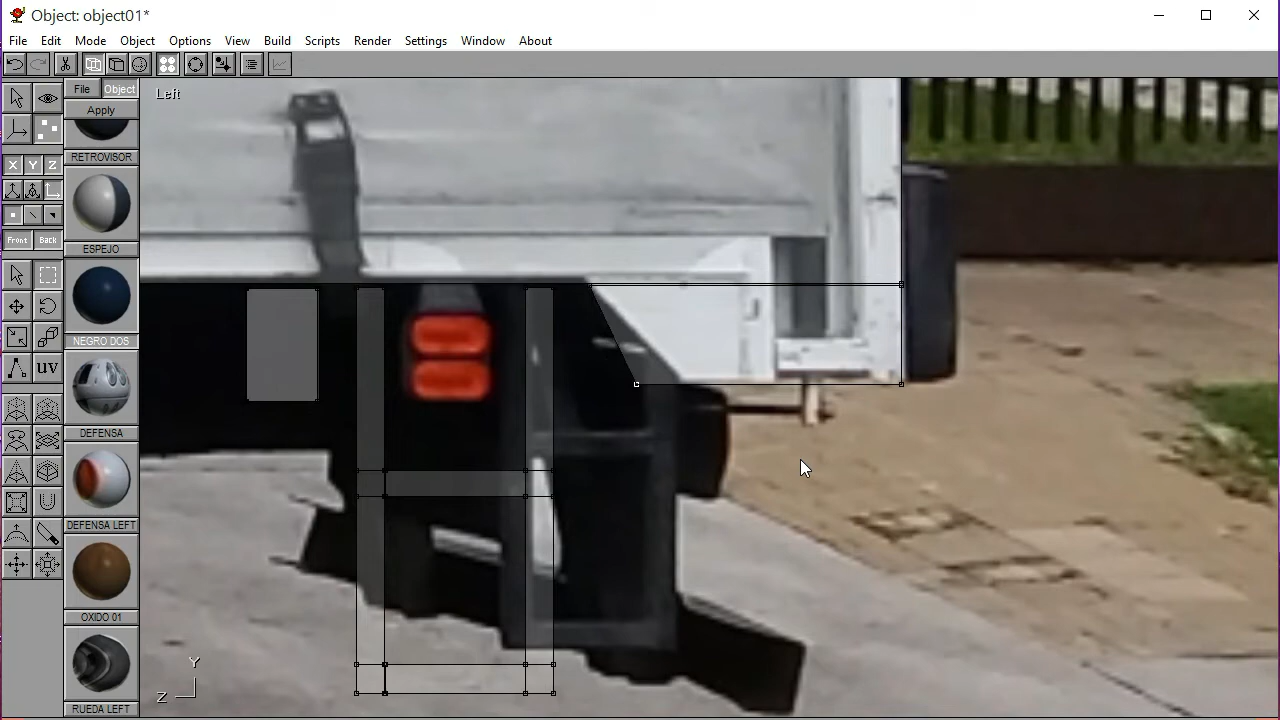 Object: object01*
File Edit Mode Object Options View Build Scripts Render Settings Window About
File Object
Apply
Left
RETROVISOR
X Y Z
ESPEJO
Front Back
NEGRO DOS
uv
DEFENSA
DEFENSA LEFT
OXIDO 01
RUEDA LEFT
Y
Z